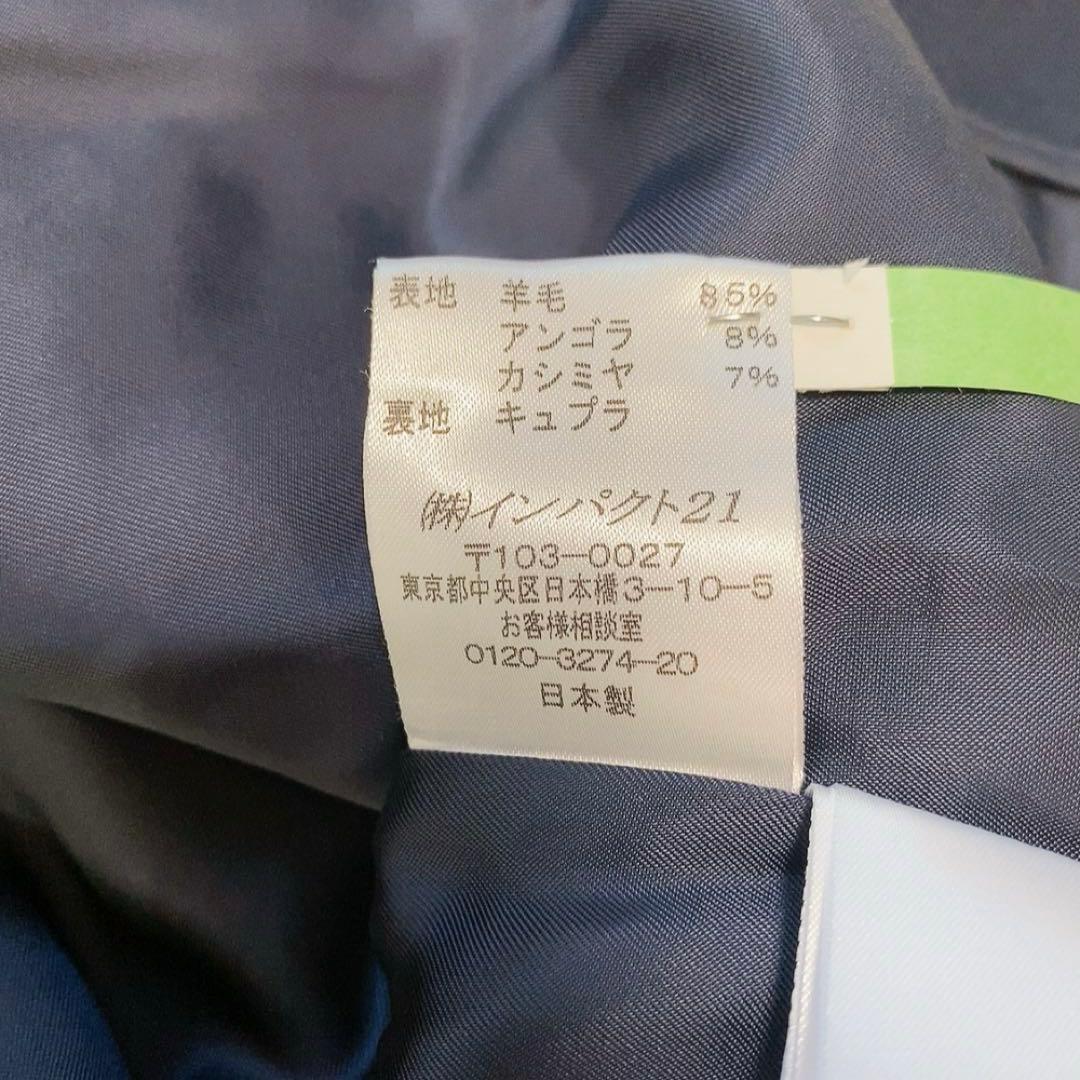 表地 羊毛 85%
アンゴラ 8%
カシミヤ 7%
裏地 キュプラ
(株)インパクト21
〒103-0027
東京都中央区日本橋3-10-5
お客様相談室
0120-3274-20
日本製